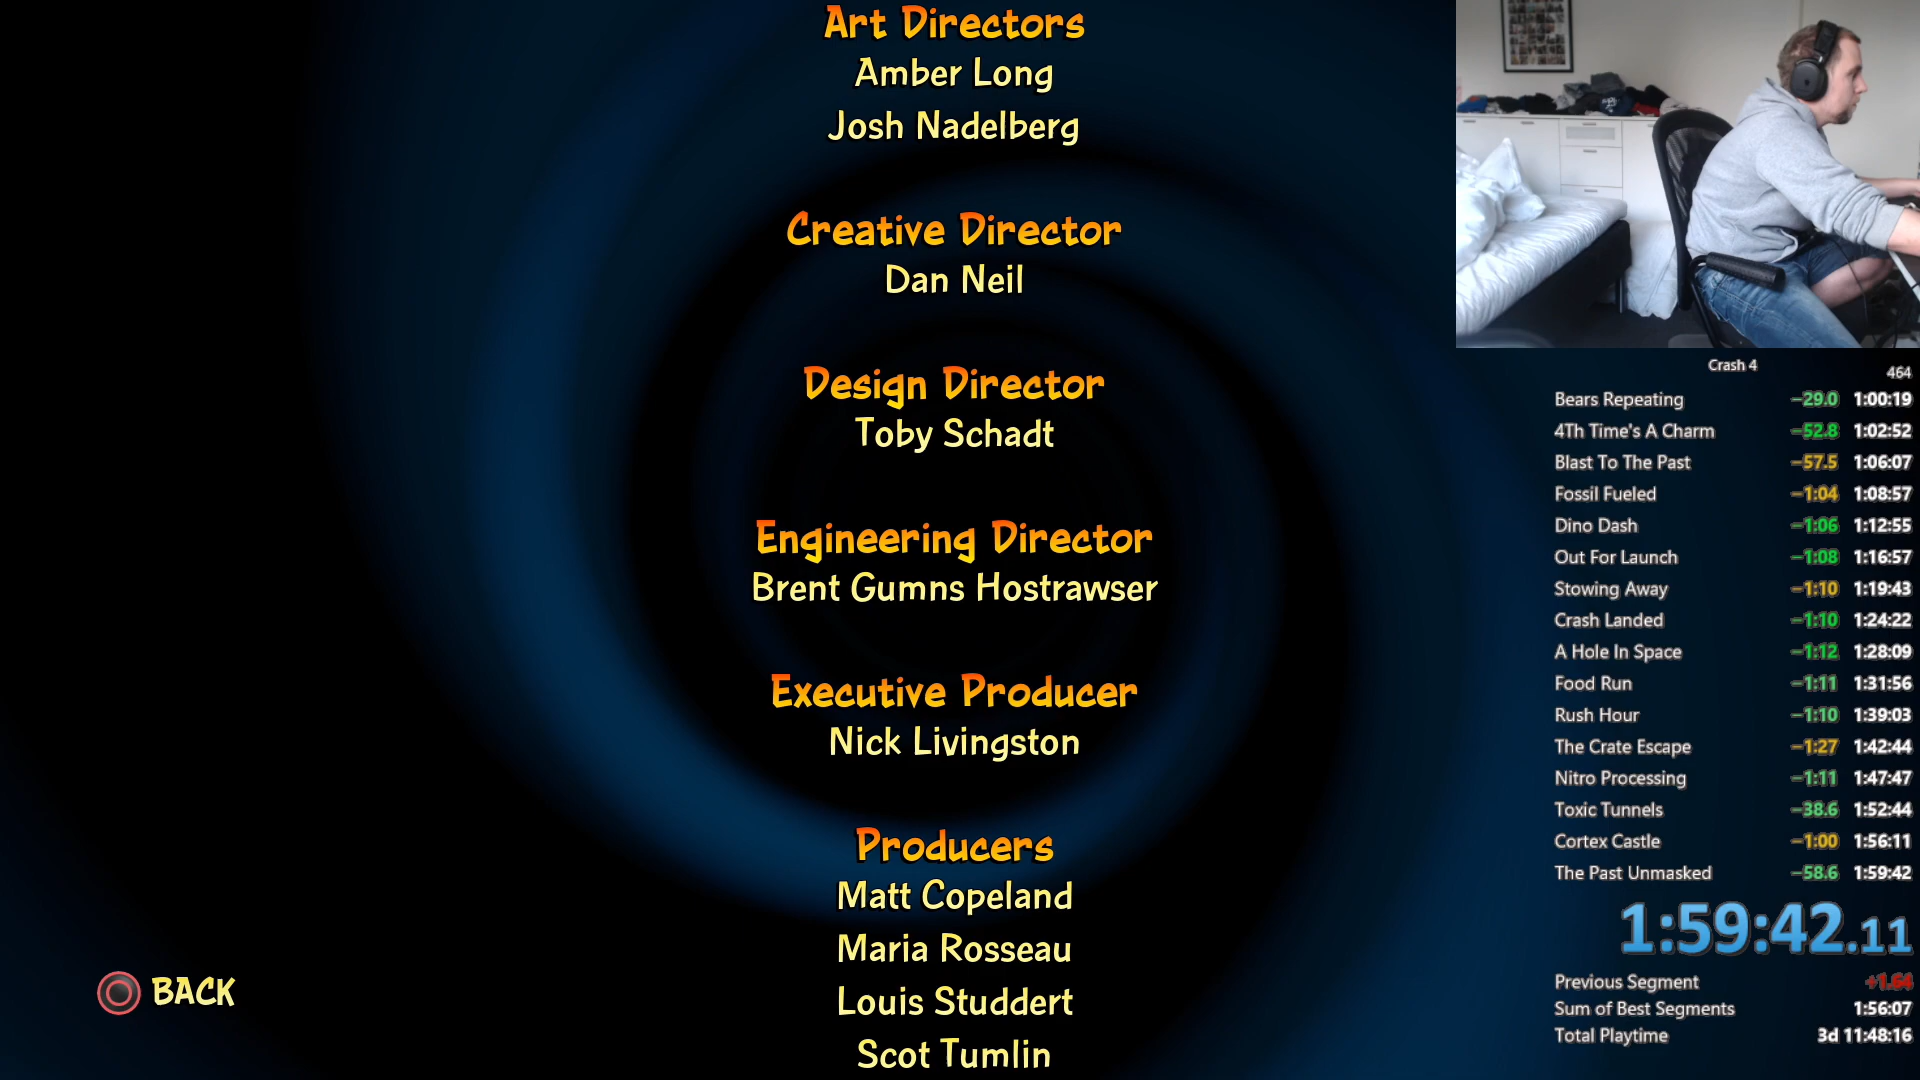 Art Directors
Amber Long
Josh Nadelberg
Creative Director
Dan Neil
Design Director
Toby Schadt
Engineering Director
Brent Gumns Hostrawser
Executive Producer
Nick Livingston
Producers
Matt Copeland
Maria Rosseau
Louis Studdert
Scot Tumlin
BACK
Crash 4
464
Bears Repeating -29.0 1:00:19
4Th Time's A Charm -52.8 1:02:52
Blast To The Past -57.5 1:06:07
Fossil Fueled -1:04 1:08:57
Dino Dash -1:06 1:12:55
Out For Launch -1:08 1:16:57
Stowing Away -1:10 1:19:43
Crash Landed -1:10 1:24:22
A Hole In Space -1:12 1:28:09
Food Run -1:11 1:31:56
Rush Hour -1:10 1:39:03
The Crate Escape -1:27 1:42:44
Nitro Processing -1:11 1:47:47
Toxic Tunnels -38.6 1:52:44
Cortex Castle -1:00 1:56:11
The Past Unmasked -58.6 1:59:42
1:59:42.11
Previous Segment +1.64
Sum of Best Segments 1:56:07
Total Playtime 3d 11:48:16